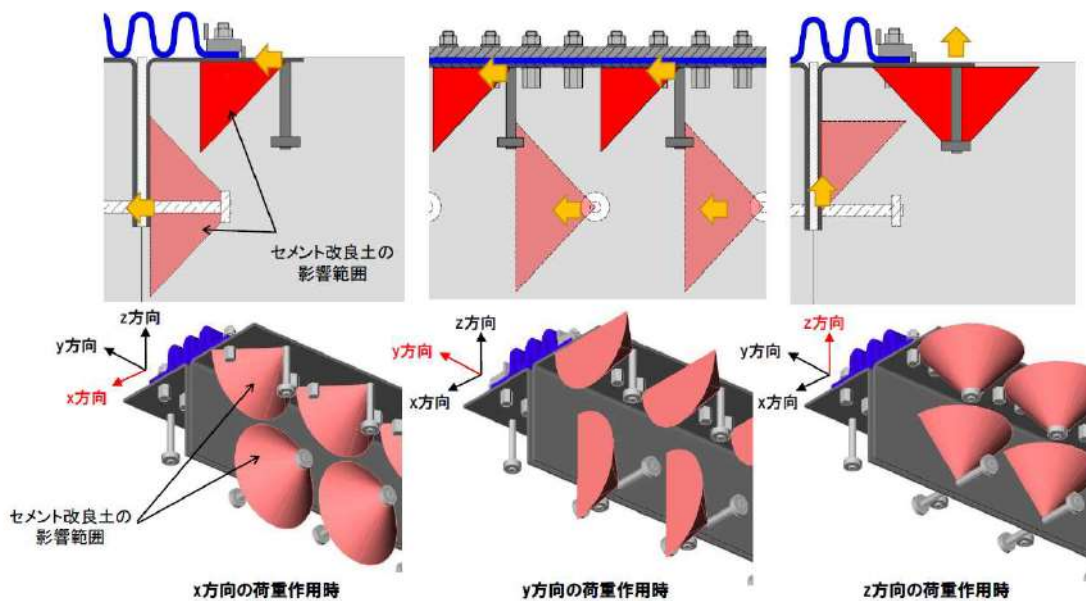 セメント改良土の
影響範囲
z方向
y方向
x方向
セメント改良土の
影響範囲
x方向の荷重作用時
z方向
y方向
x方向
y方向の荷重作用時
z方向
y方向
x方向
z方向の荷重作用時